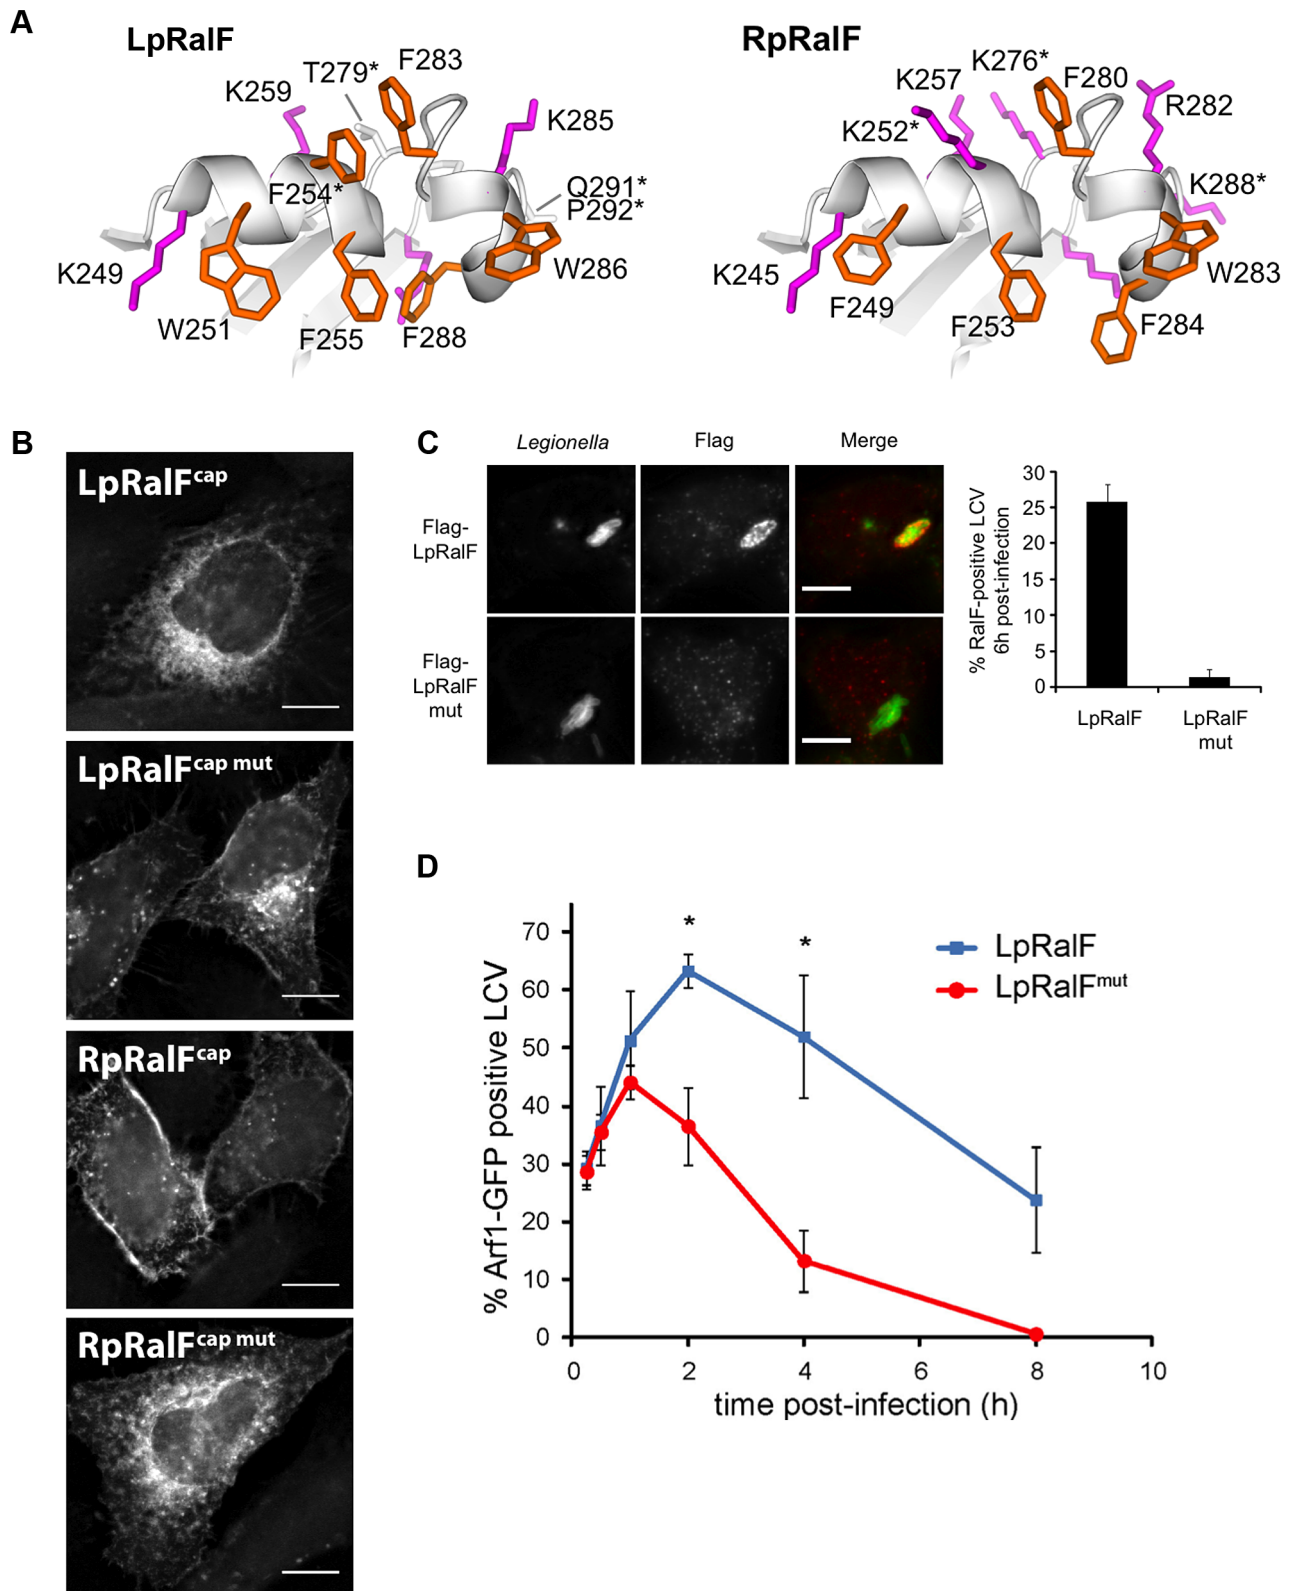 A
LpRalF
RpRalF
T279*
F283
K259
K285
F254*
Q291*
P292*
K249
W286
W251
F255
F288
K276*
K257
F280
R282
K252*
K288*
K245
W283
F249
F253
F284
B
LpRalFcap
LpRalFcap mut
RpRalFcap
RpRalFcap mut
C
Legionella
Flag
Merge
Flag-
LpRalF
Flag-
LpRalF
mut
% RalF-positive LCV
6h post-infection
30
25
20
15
10
5
0
LpRalF
LpRalF
mut
D
% Arf1-GFP positive LCV
70
60
50
40
30
20
10
0
*
*
LpRalF
LpRalFmut
0
2
4
6
8
10
time post-infection (h)